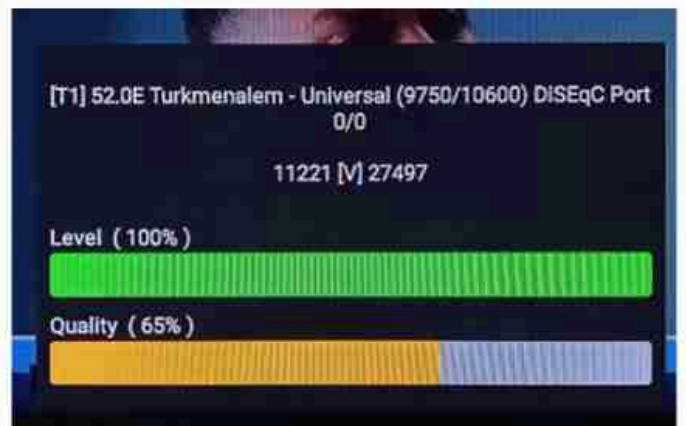 [T1] 52.0E Turkmenalem - Universal (9750/10600) DiSEqC Port
0/0
11221 [V] 27497
Level ( 100% )
Quality ( 65% )